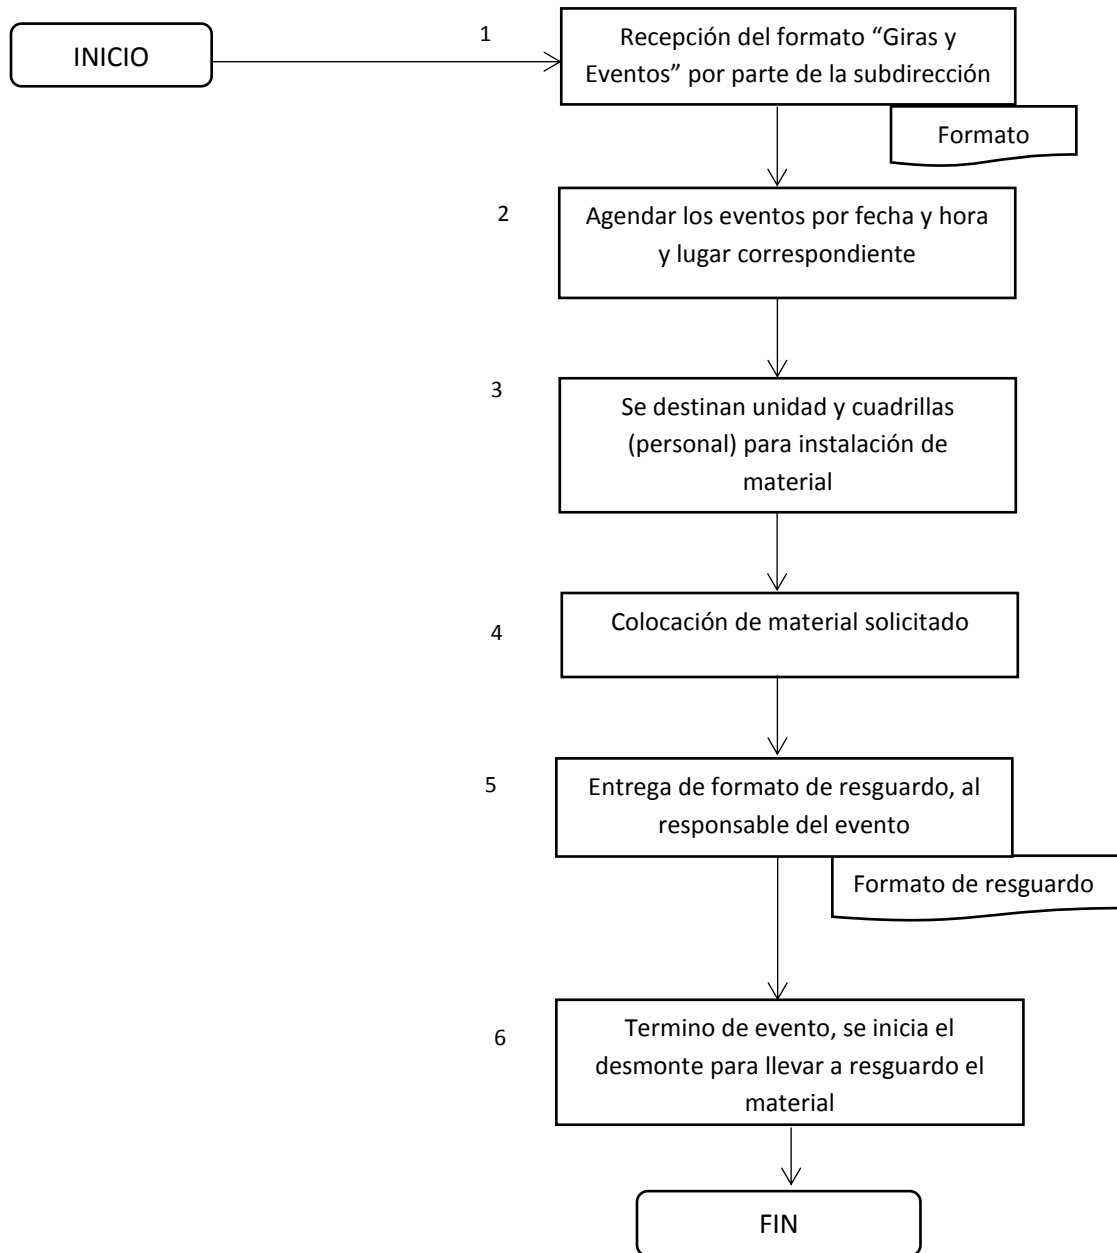 INICIO
1
Recepción del formato “Giras y
Eventos” por parte de la subdirección
Formato
2
Agendar los eventos por fecha y hora
y lugar correspondiente
3
Se destinan unidad y cuadrillas
(personal) para instalación de
material
4
Colocación de material solicitado
5
Entrega de formato de resguardo, al
responsable del evento
Formato de resguardo
6
Termino de evento, se inicia el
desmonte para llevar a resguardo el
material
FIN